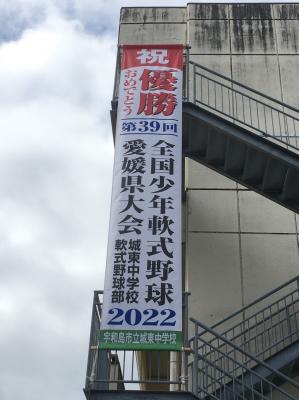 祝
優勝
おめでとう
第39回
全国少年軟式野球
愛媛県大会
城東中学校
軟式野球部
2022
宇和島市立城東中学校